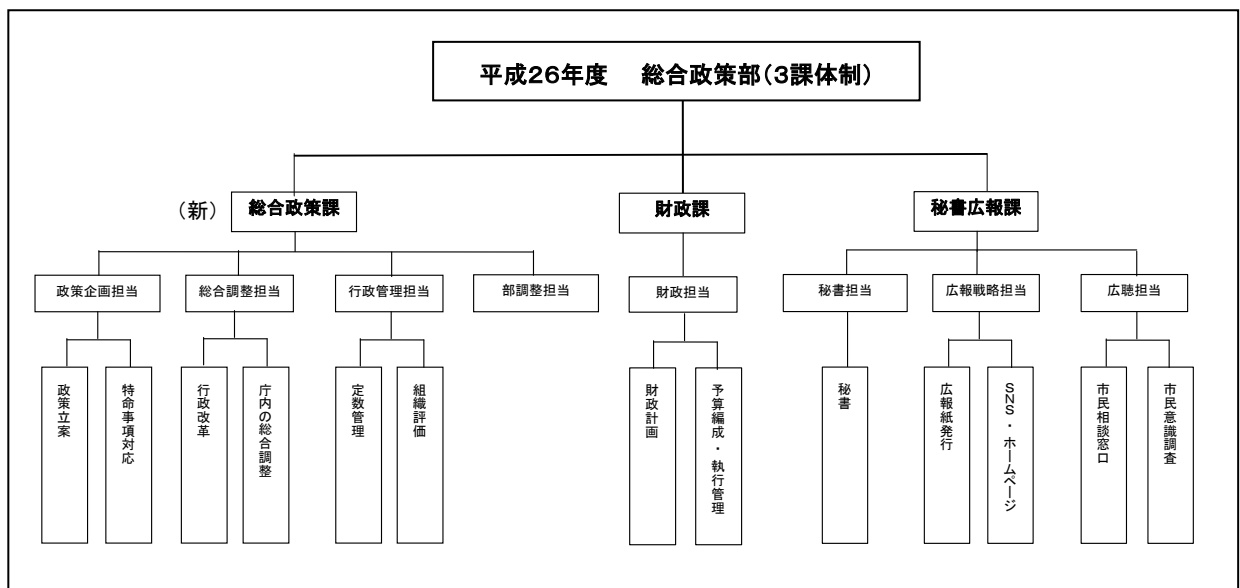 平成26年度　総合政策部（3課体制）
（新）
総合政策課
財政課
秘書広報課
政策企画担当
総合調整担当
行政管理担当
部調整担当
財政担当
秘書担当
広報戦略担当
広聴担当
政策立案
特命事項対応
行政改革
庁内の総合調整
定数管理
組織評価
財政計画
予算編成・執行管理
秘書
広報紙発行
SNS・ホームページ
市民相談窓口
市民意識調査